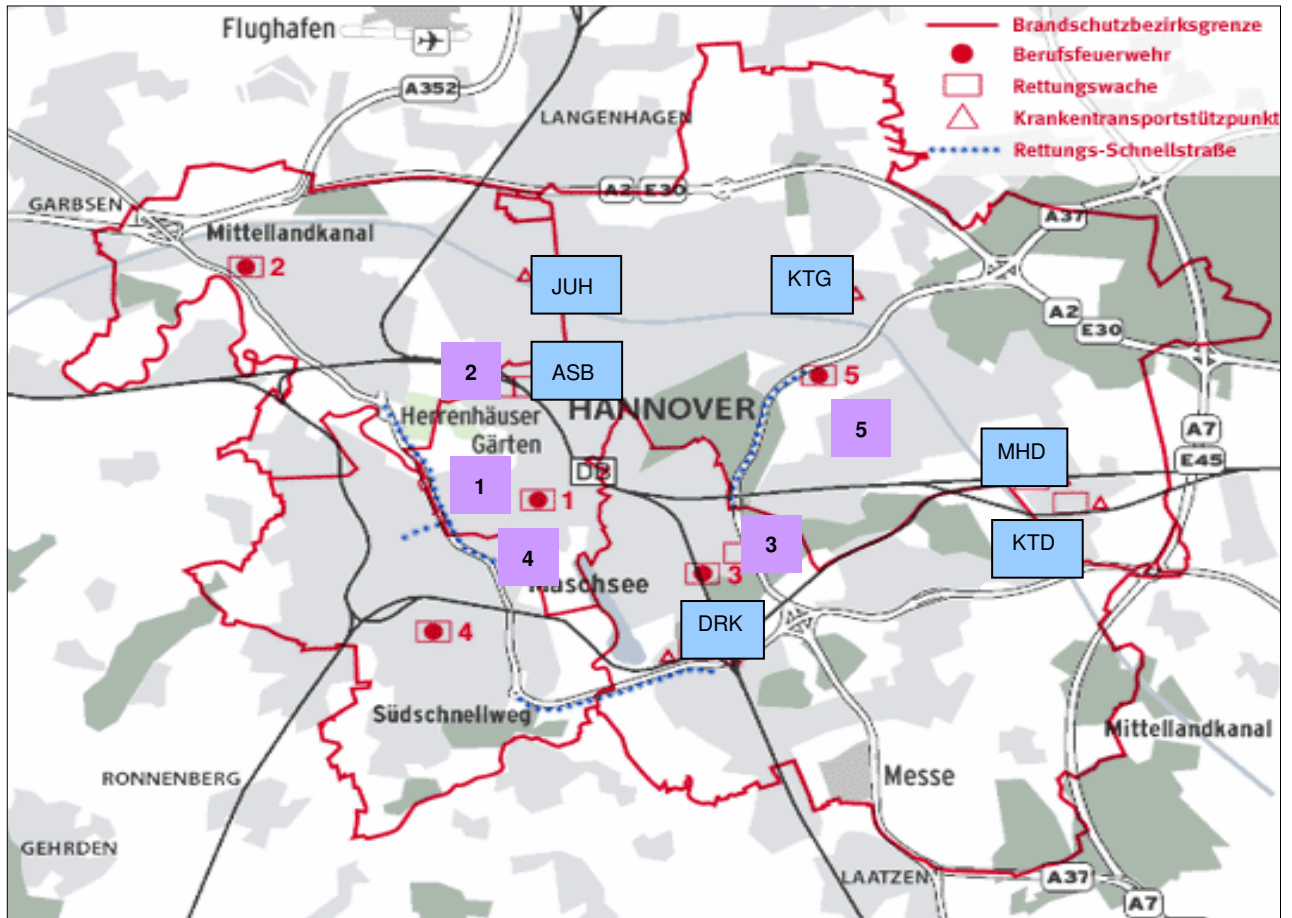 Flughafen
A352
LANGENHAGEN
Brandschutzbezirksgrenze
Berufsfeuerwehr
Rettungswache
Krankentransportstützpunkt
Rettungs-Schnellstraße
GARBSEN
A2 E30
A37
Mittellandkanal
2
JUH
KTG
A2
E30
2
ASB
5
HANNOVER
Herrenhäuser
Gärten
5
A7
E45
MHD
DB
1
1
3
KTD
4
3
Maschsee
DRK
4
Südschnellweg
Mittellandkanal
RONNENBERG
Messe
GEHRDEN
LAATZEN
A37
A7